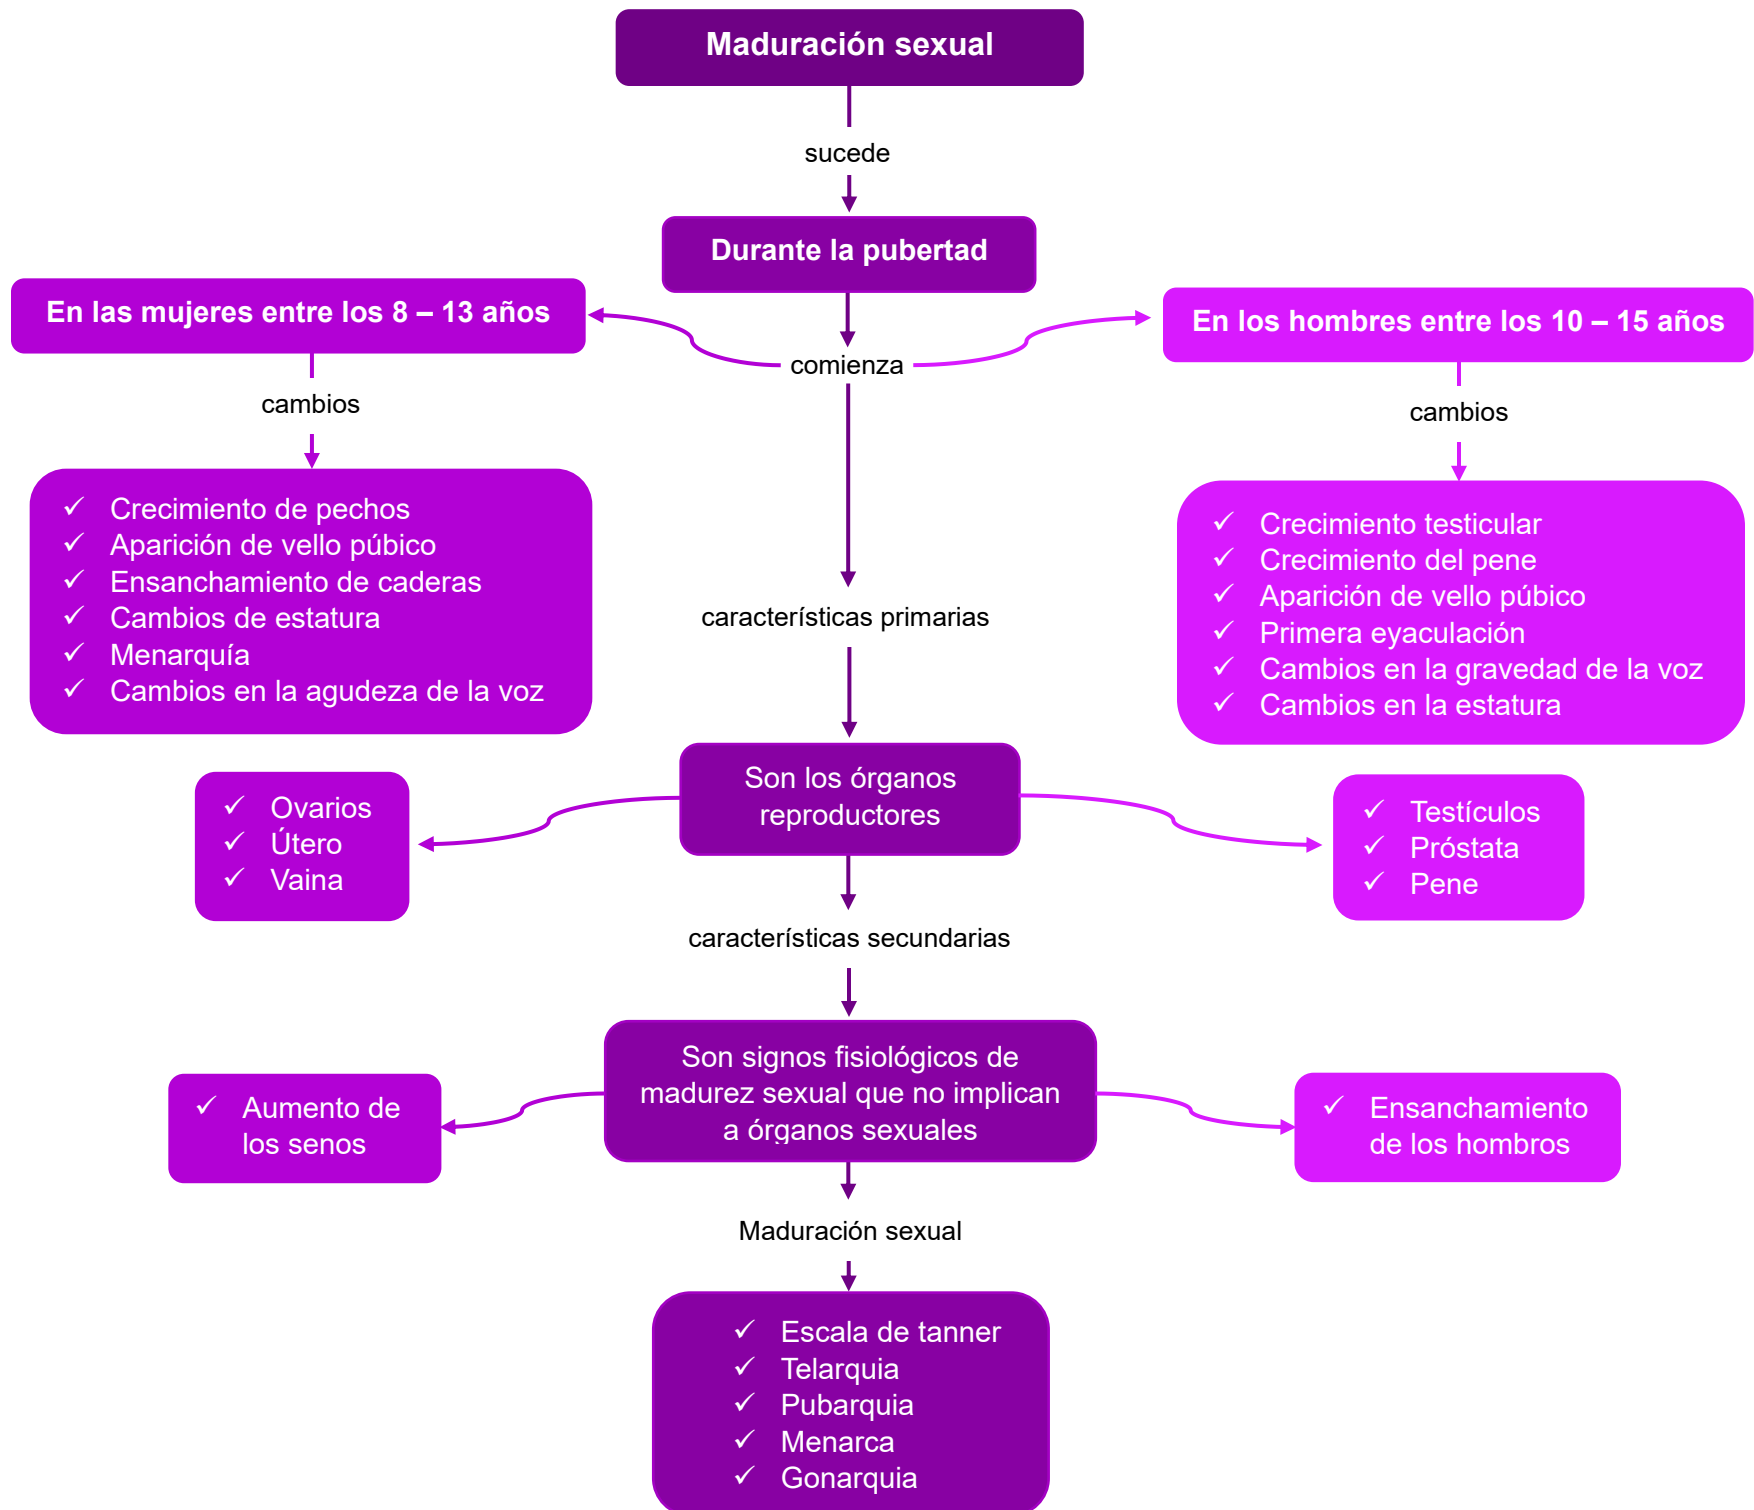 Maduración sexual
sucede
Durante la pubertad
En las mujeres entre los 8 – 13 años
En los hombres entre los 10 – 15 años
comienza
cambios
cambios
✓ Crecimiento de pechos
✓ Aparición de vello púbico
✓ Ensanchamiento de caderas
✓ Cambios de estatura
✓ Menarquía
✓ Cambios en la agudeza de la voz
✓ Crecimiento testicular
✓ Crecimiento del pene
✓ Aparición de vello púbico
✓ Primera eyaculación
✓ Cambios en la gravedad de la voz
✓ Cambios en la estatura
características primarias
Son los órganos
reproductores
✓ Ovarios
✓ Útero
✓ Vaina
✓ Testículos
✓ Próstata
✓ Pene
características secundarias
Son signos fisiológicos de
madurez sexual que no implican
a órganos sexuales
✓ Aumento de
los senos
✓ Ensanchamiento
de los hombros
Maduración sexual
✓ Escala de tanner
✓ Telarquia
✓ Pubarquia
✓ Menarca
✓ Gonarquia